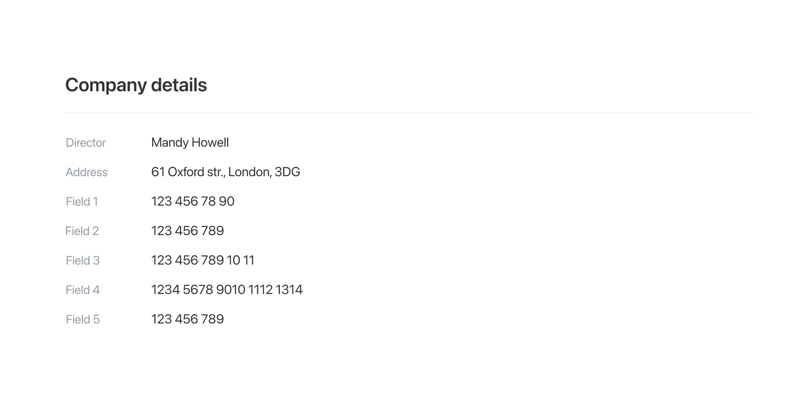 Company details
Director Mandy Howell
Address 61 Oxford str., London, 3DG
Field 1 123 456 78 90
Field 2 123 456 789
Field 3 123 456 789 10 11
Field 4 1234 5678 9010 1112 1314
Field 5 123 456 789